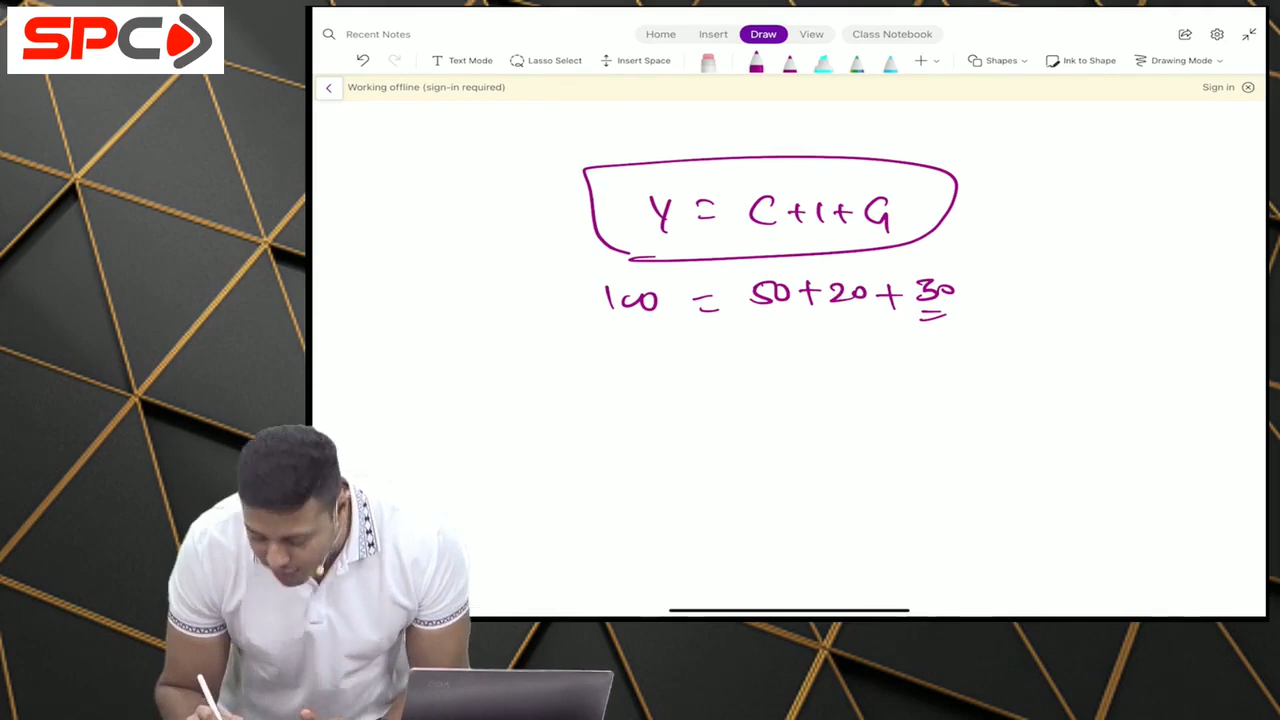 SPC
Recent Notes
Home Insert Draw View Class Notebook
Text Mode Lasso Select Insert Space Shapes Ink to Shape Drawing Mode
Working offline (sign-in required) Sign in
Y = C+I+G
100 = 50+20+30